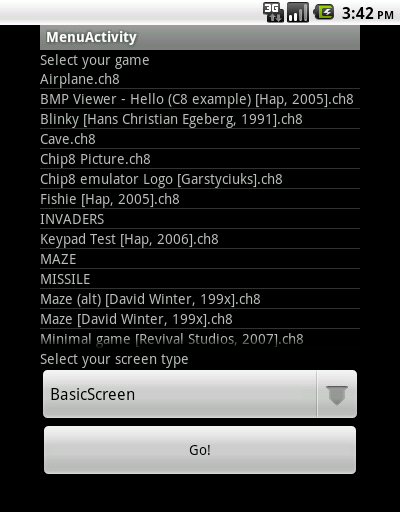 3G 3:42 PM
MenuActivity
Select your game
Airplane.ch8
BMP Viewer - Hello (C8 example) [Hap, 2005].ch8
Blinky [Hans Christian Egeberg, 1991].ch8
Cave.ch8
Chip8 Picture.ch8
Chip8 emulator Logo [Garstyciuks].ch8
Fishie [Hap, 2005].ch8
INVADERS
Keypad Test [Hap, 2006].ch8
MAZE
MISSILE
Maze (alt) [David Winter, 199x].ch8
Maze [David Winter, 199x].ch8
Minimal game [Revival Studios, 2007].ch8
Select your screen type
BasicScreen
Go!